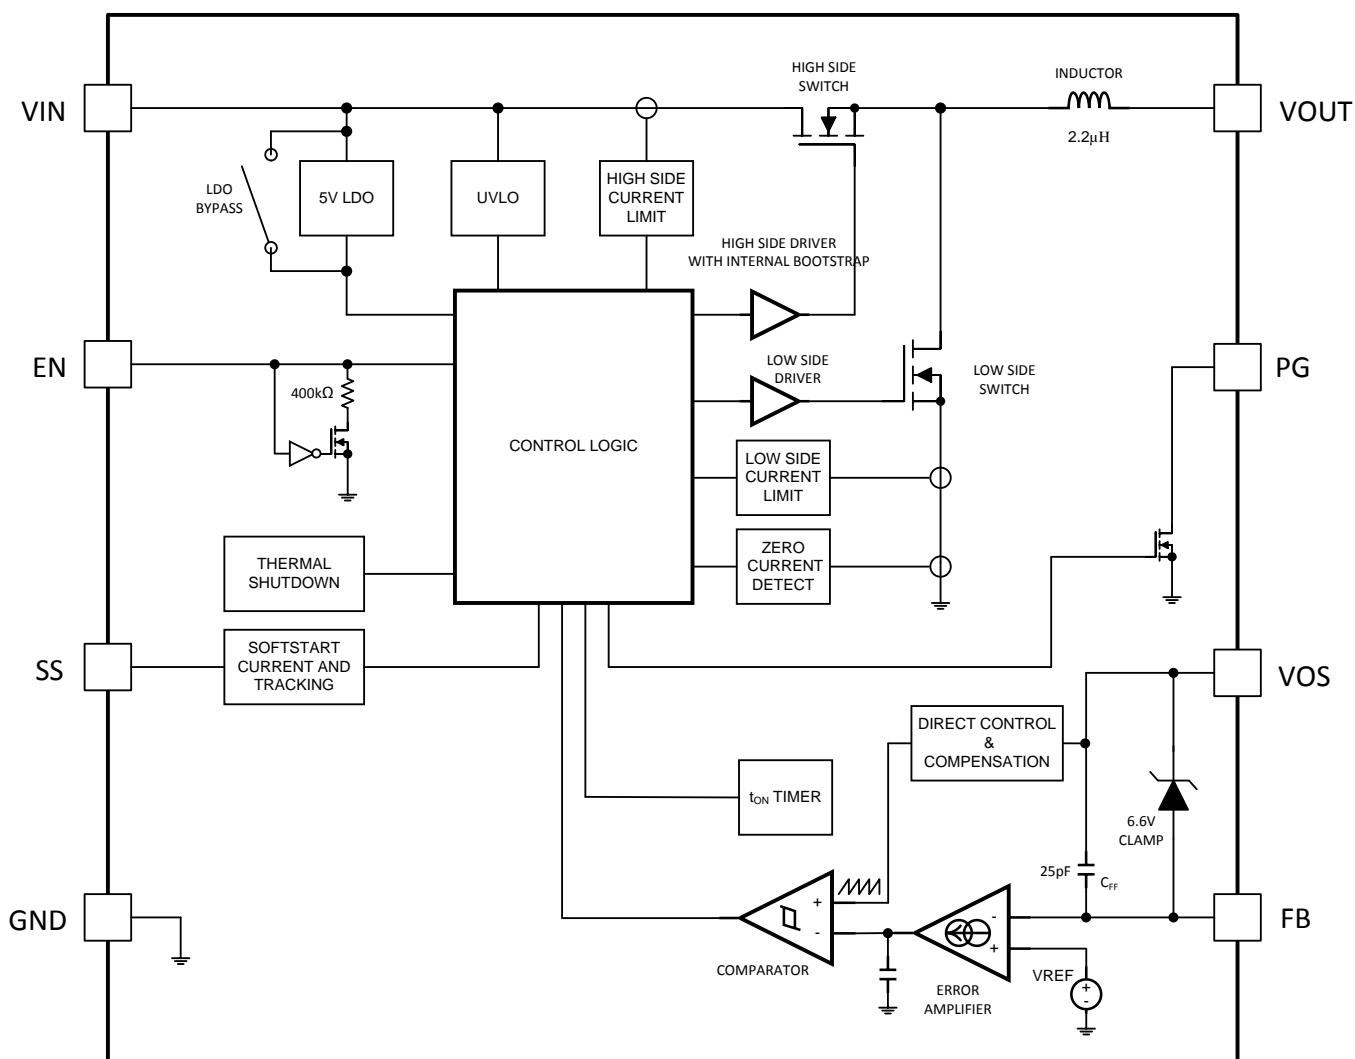 HIGH SIDE
SWITCH
INDUCTOR
VIN
VOUT
2.2µH
LDO
BYPASS
5V LDO
UVLO
HIGH SIDE
CURRENT
LIMIT
HIGH SIDE DRIVER
WITH INTERNAL BOOTSTRAP
EN
400kΩ
LOW SIDE
DRIVER
LOW SIDE
SWITCH
PG
CONTROL LOGIC
LOW SIDE
CURRENT
LIMIT
THERMAL
SHUTDOWN
ZERO
CURRENT
DETECT
SS
SOFTSTART
CURRENT AND
TRACKING
VOS
DIRECT CONTROL
&
COMPENSATION
tON TIMER
6.6V
CLAMP
25pF
CFF
GND
FB
+
-
-
+
COMPARATOR
ERROR
AMPLIFIER
VREF
+
-